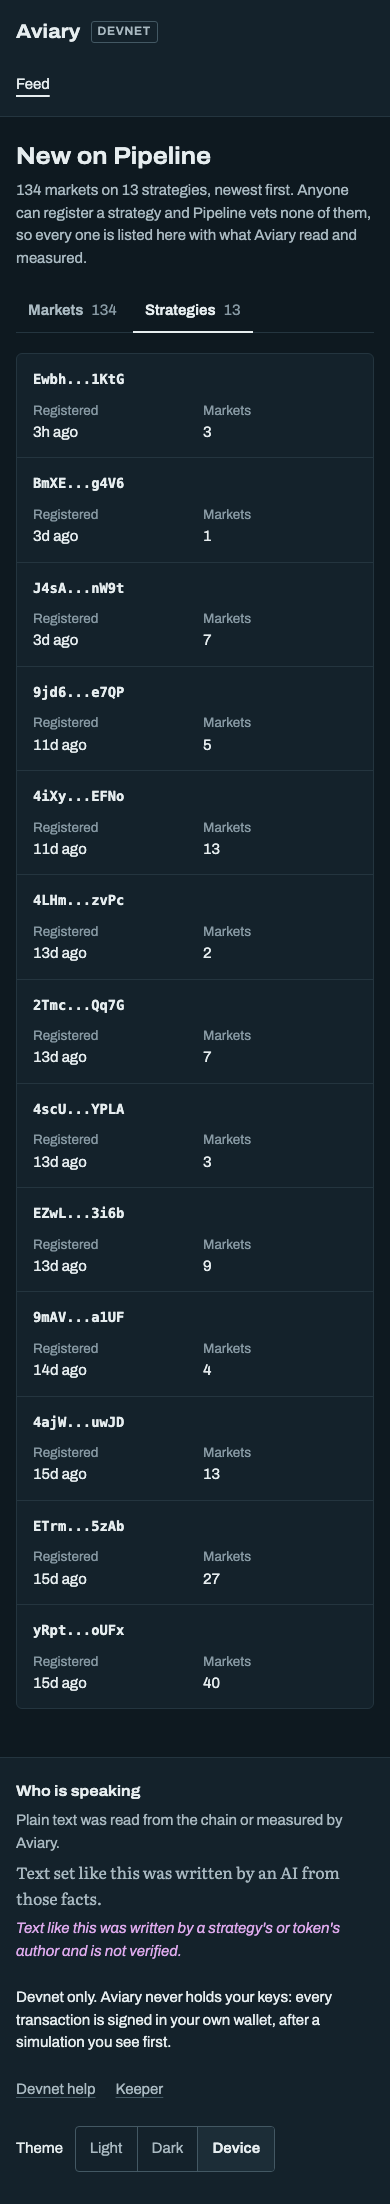 Aviary DEVNET
Feed
New on Pipeline
134 markets on 13 strategies, newest first. Anyone
can register a strategy and Pipeline vets none of them,
so every one is listed here with what Aviary read and
measured.
Markets 134 Strategies 13
Ewbh...1KtG
Registered Markets
3h ago 3
BmXE...g4V6
Registered Markets
3d ago 1
J4sA...nW9t
Registered Markets
3d ago 7
9jd6...e7QP
Registered Markets
11d ago 5
4iXy...EFNo
Registered Markets
11d ago 13
4LHm...zvPc
Registered Markets
13d ago 2
2Tmc...Qq7G
Registered Markets
13d ago 7
4scU...YPLA
Registered Markets
13d ago 3
EZwL...3i6b
Registered Markets
13d ago 9
9mAV...a1UF
Registered Markets
14d ago 4
4ajW...uwJD
Registered Markets
15d ago 13
ETrm...5zAb
Registered Markets
15d ago 27
yRpt...oUFx
Registered Markets
15d ago 40
Who is speaking
Plain text was read from the chain or measured by
Aviary.
Text set like this was written by an AI from
those facts.
Text like this was written by a strategy's or token's
author and is not verified.
Devnet only. Aviary never holds your keys: every
transaction is signed in your own wallet, after a
simulation you see first.
Devnet help Keeper
Theme Light Dark Device